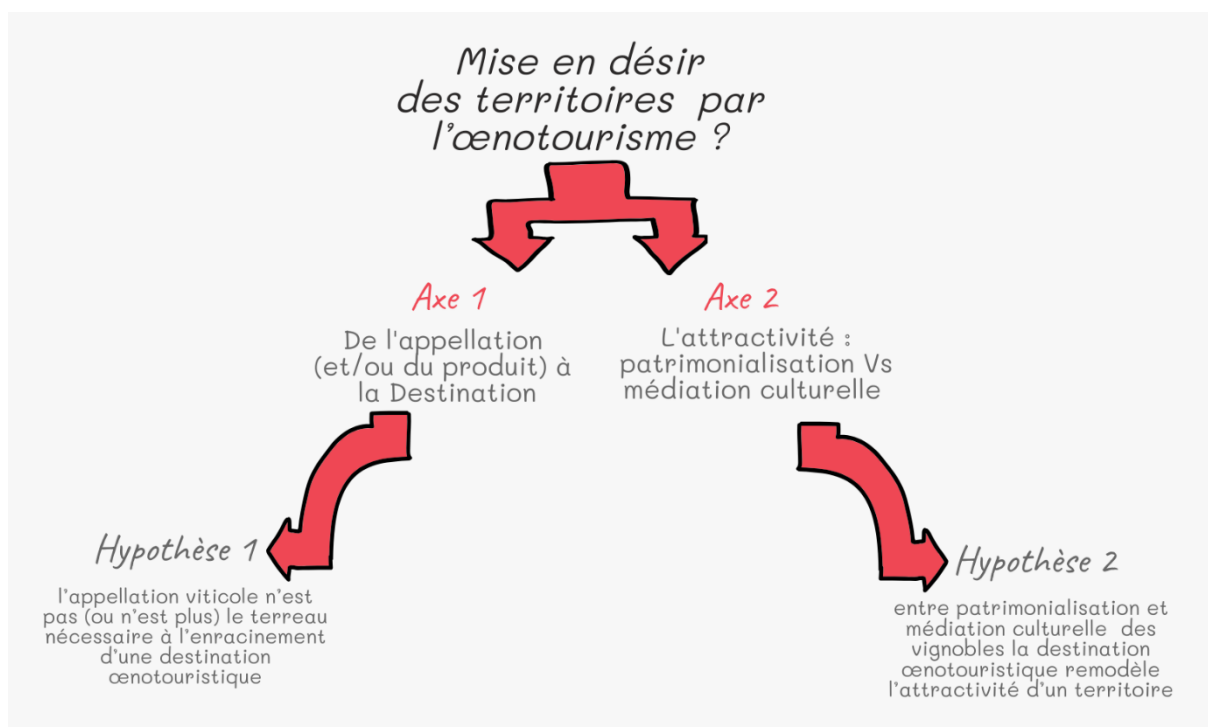 Mise en désir
des territoires par
l'œnotourisme ?
Axe 1
De l'appellation
(et/ou du produit) à
la Destination
Axe 2
L'attractivité :
patrimonialisation Vs
médiation culturelle
Hypothèse 1
l'appellation viticole n'est
pas (ou n'est plus) le terreau
nécessaire à l'enracinement
d'une destination
œnotouristique
Hypothèse 2
entre patrimonialisation et
médiation culturelle des
vignobles la destination
œnotouristique remodèle
l'attractivité d'un territoire